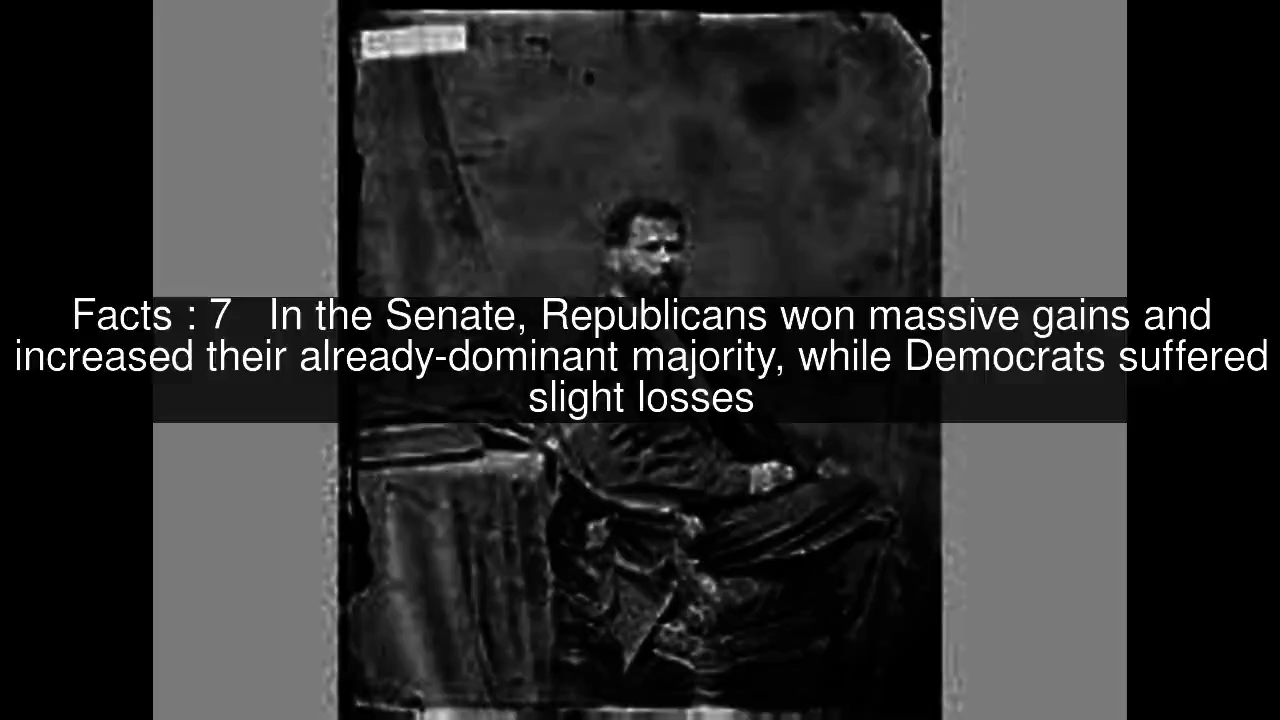 Facts : 7   In the Senate, Republicans won massive gains and
increased their already-dominant majority, while Democrats suffered
slight losses